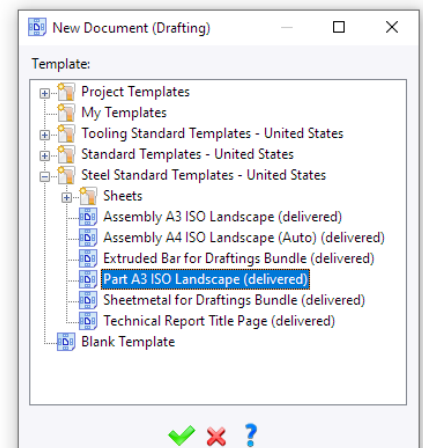 New Document (Drafting)
Template:
Project Templates
My Templates
Tooling Standard Templates - United States
Standard Templates - United States
Steel Standard Templates - United States
Sheets
Assembly A3 ISO Landscape (delivered)
Assembly A4 ISO Landscape (Auto) (delivered)
Extruded Bar for Draftings Bundle (delivered)
Part A3 ISO Landscape (delivered)
Sheetmetal for Draftings Bundle (delivered)
Technical Report Title Page (delivered)
Blank Template